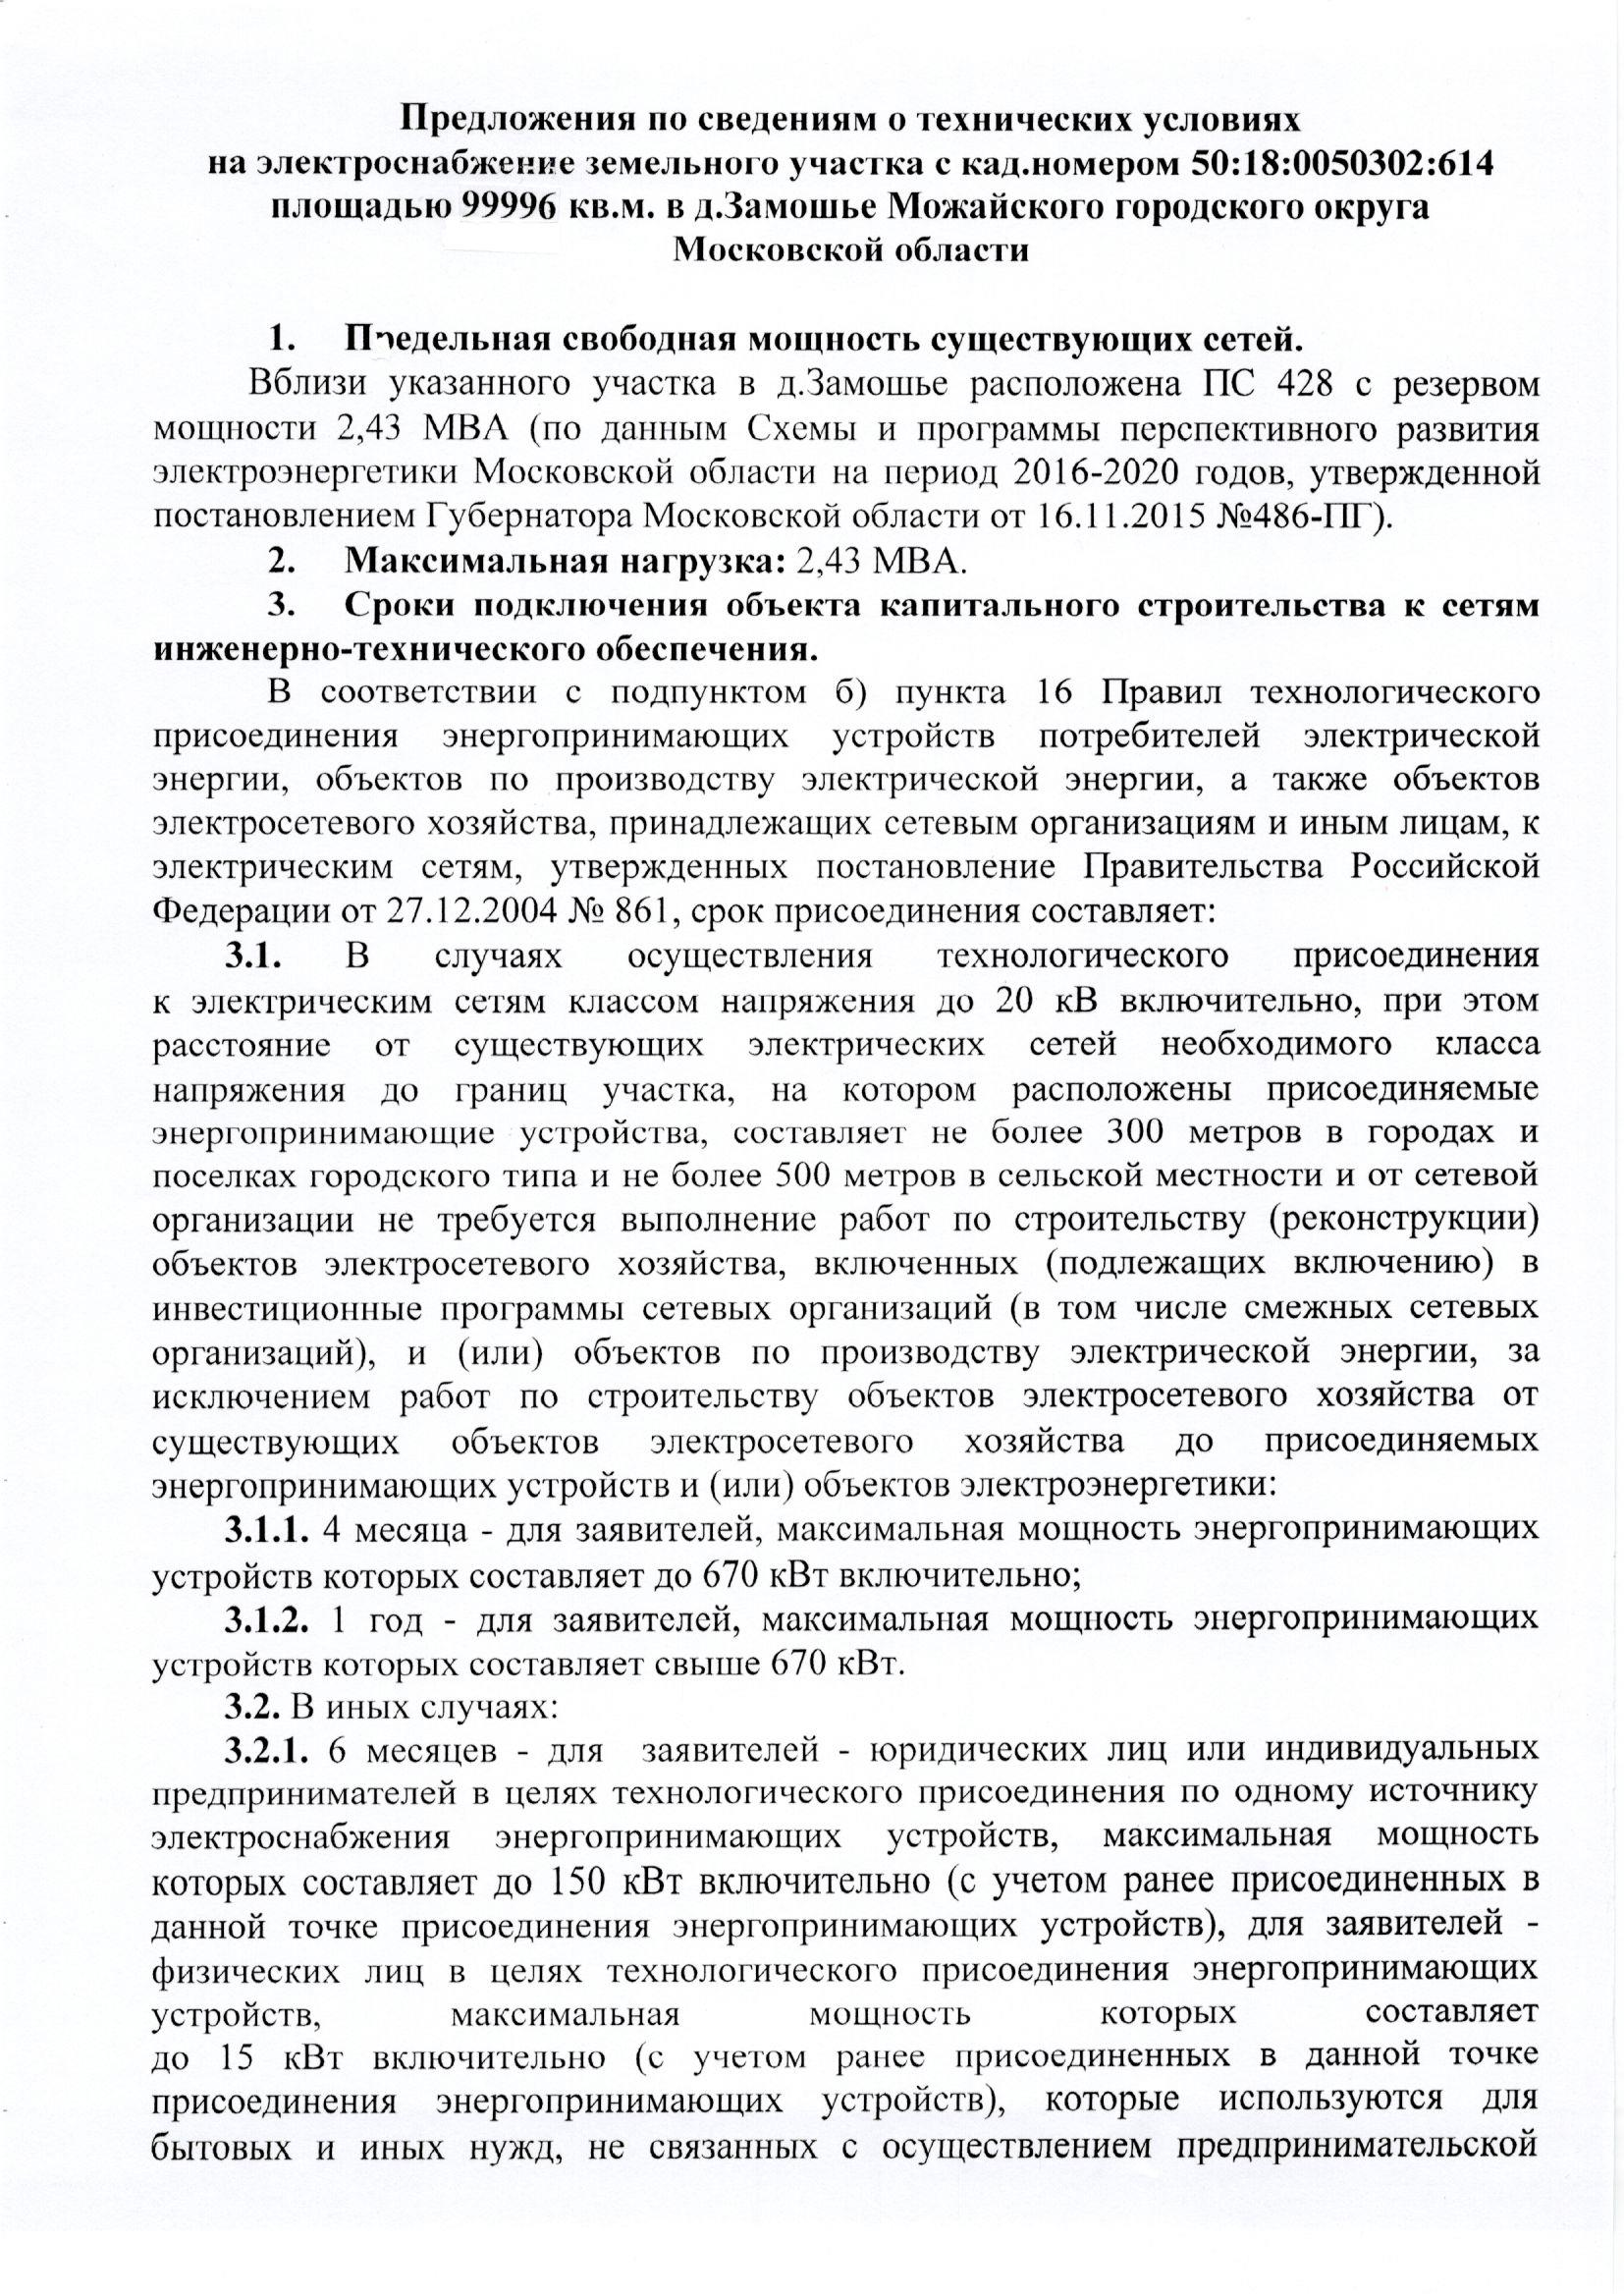 Предложения по сведениям о технических условиях
на электроснабжение земельного участка с кад.номером 50:18:0050302:614
площадью 99996 кв.м. в д.Замошье Можайского городского округа
Московской области
1. Предельная свободная мощность существующих сетей.
Вблизи указанного участка в д.Замошье расположена ПС 428 с резервом
мощности 2,43 МВА (по данным Схемы и программы перспективного развития
электроэнергетики Московской области на период 2016-2020 годов, утвержденной
постановлением Губернатора Московской области от 16.11.2015 №486-ПГ).
2. Максимальная нагрузка: 2,43 МВА.
3. Сроки подключения объекта капитального строительства к сетям
инженерно-технического обеспечения.
В соответствии с подпунктом б) пункта 16 Правил технологического
присоединения энергопринимающих устройств потребителей электрической
энергии, объектов по производству электрической энергии, а также объектов
электросетевого хозяйства, принадлежащих сетевым организациям и иным лицам, к
электрическим сетям, утвержденных постановление Правительства Российской
Федерации от 27.12.2004 № 861, срок присоединения составляет:
3.1. В случаях осуществления технологического присоединения
к электрическим сетям классом напряжения до 20 кВ включительно, при этом
расстояние от существующих электрических сетей необходимого класса
напряжения до границ участка, на котором расположены присоединяемые
энергопринимающие устройства, составляет не более 300 метров в городах и
поселках городского типа и не более 500 метров в сельской местности и от сетевой
организации не требуется выполнение работ по строительству (реконструкции)
объектов электросетевого хозяйства, включенных (подлежащих включению) в
инвестиционные программы сетевых организаций (в том числе смежных сетевых
организаций), и (или) объектов по производству электрической энергии, за
исключением работ по строительству объектов электросетевого хозяйства от
существующих объектов электросетевого хозяйства до присоединяемых
энергопринимающих устройств и (или) объектов электроэнергетики:
3.1.1. 4 месяца - для заявителей, максимальная мощность энергопринимающих
устройств которых составляет до 670 кВт включительно;
3.1.2. 1 год - для заявителей, максимальная мощность энергопринимающих
устройств которых составляет свыше 670 кВт.
3.2. В иных случаях:
3.2.1. 6 месяцев - для заявителей - юридических лиц или индивидуальных
предпринимателей в целях технологического присоединения по одному источнику
электроснабжения энергопринимающих устройств, максимальная мощность
которых составляет до 150 кВт включительно (с учетом ранее присоединенных в
данной точке присоединения энергопринимающих устройств), для заявителей -
физических лиц в целях технологического присоединения энергопринимающих
устройств, максимальная мощность которых составляет
до 15 кВт включительно (с учетом ранее присоединенных в данной точке
присоединения энергопринимающих устройств), которые используются для
бытовых и иных нужд, не связанных с осуществлением предпринимательской